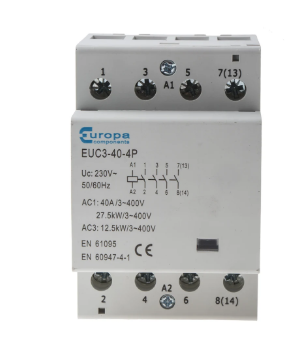 1 3 5 7(13)
A1
Europa
components
EUC3-40-4P
Uc: 230V~
50/60Hz
A1 1 3 5 7(13)
A2 2 4 6 8(14)
AC1: 40A/3~400V
27.5kW/3~400V
AC3: 12.5kW/3~400V
EN 61095
EN 60947-4-1
CE
A2
2 4 6 8(14)